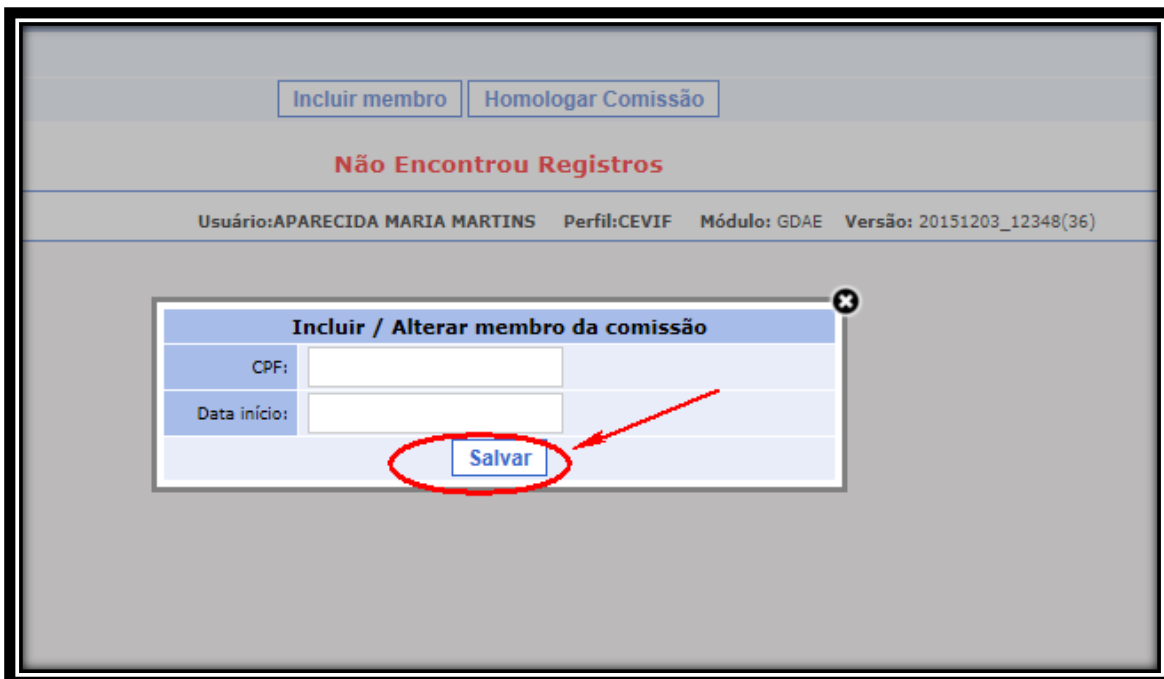 Incluir membro Homologar Comissão
Não Encontrou Registros
Usuário:APARECIDA MARIA MARTINS Perfil:CEVIF Módulo: GDAE Versão: 20151203_12348(36)
Incluir / Alterar membro da comissão
CPF:
Data início:
Salvar